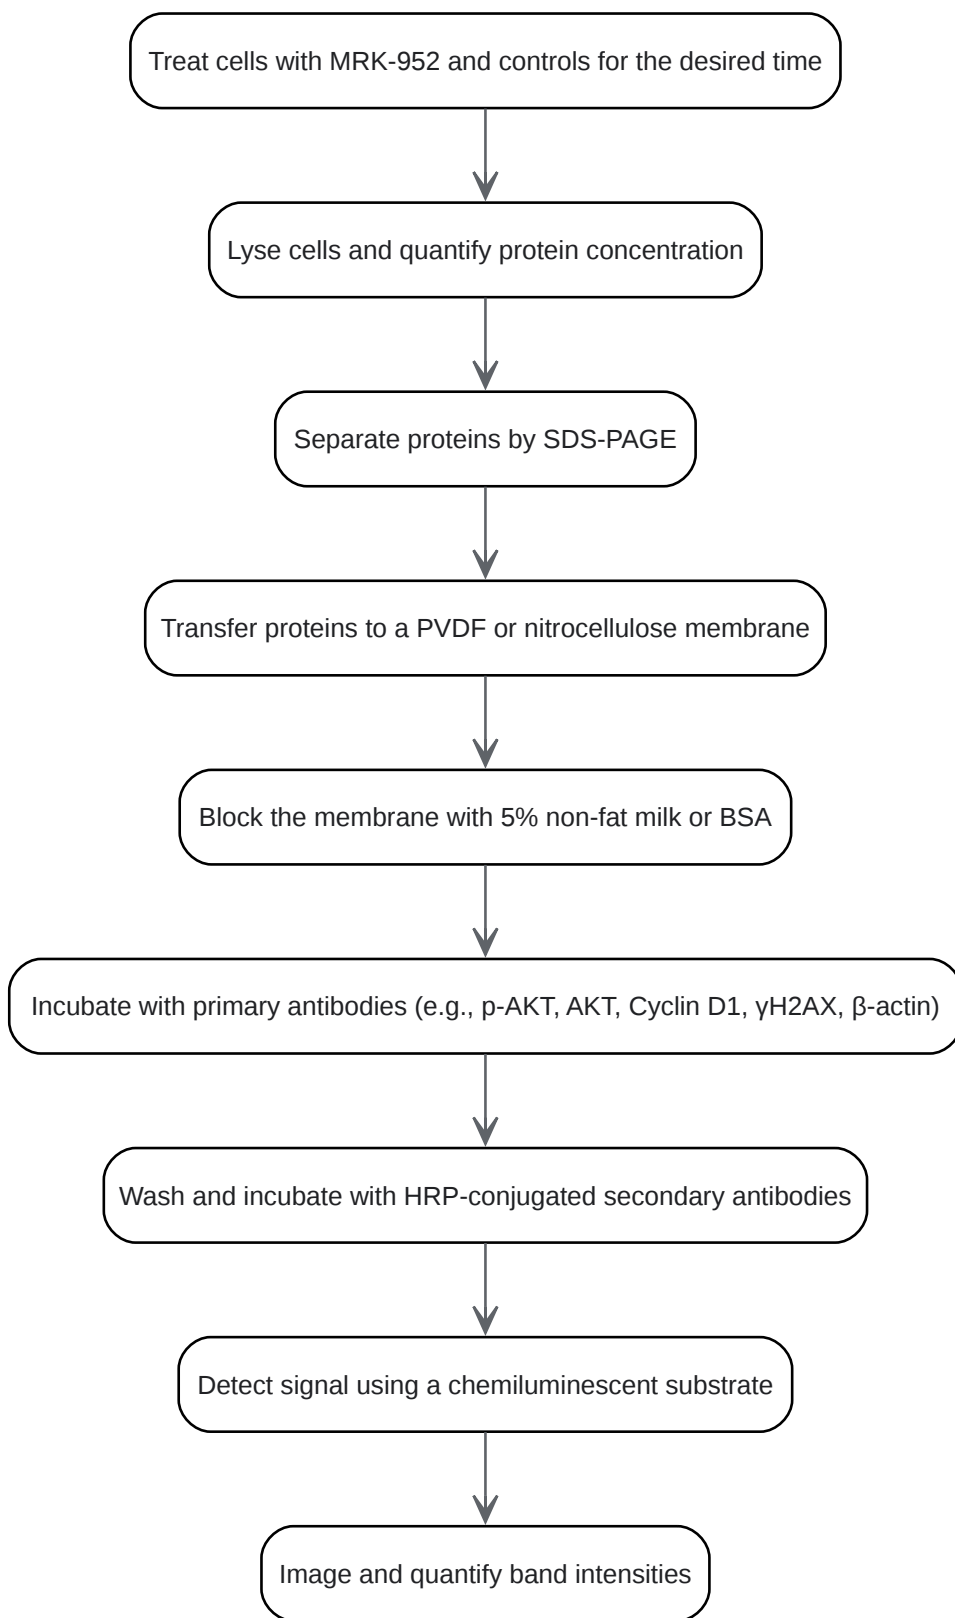 Treat cells with MRK-952 and controls for the desired time
Lyse cells and quantify protein concentration
Separate proteins by SDS-PAGE
Transfer proteins to a PVDF or nitrocellulose membrane
Block the membrane with 5% non-fat milk or BSA
Incubate with primary antibodies (e.g., p-AKT, AKT, Cyclin D1, γH2AX, β-actin)
Wash and incubate with HRP-conjugated secondary antibodies
Detect signal using a chemiluminescent substrate
Image and quantify band intensities